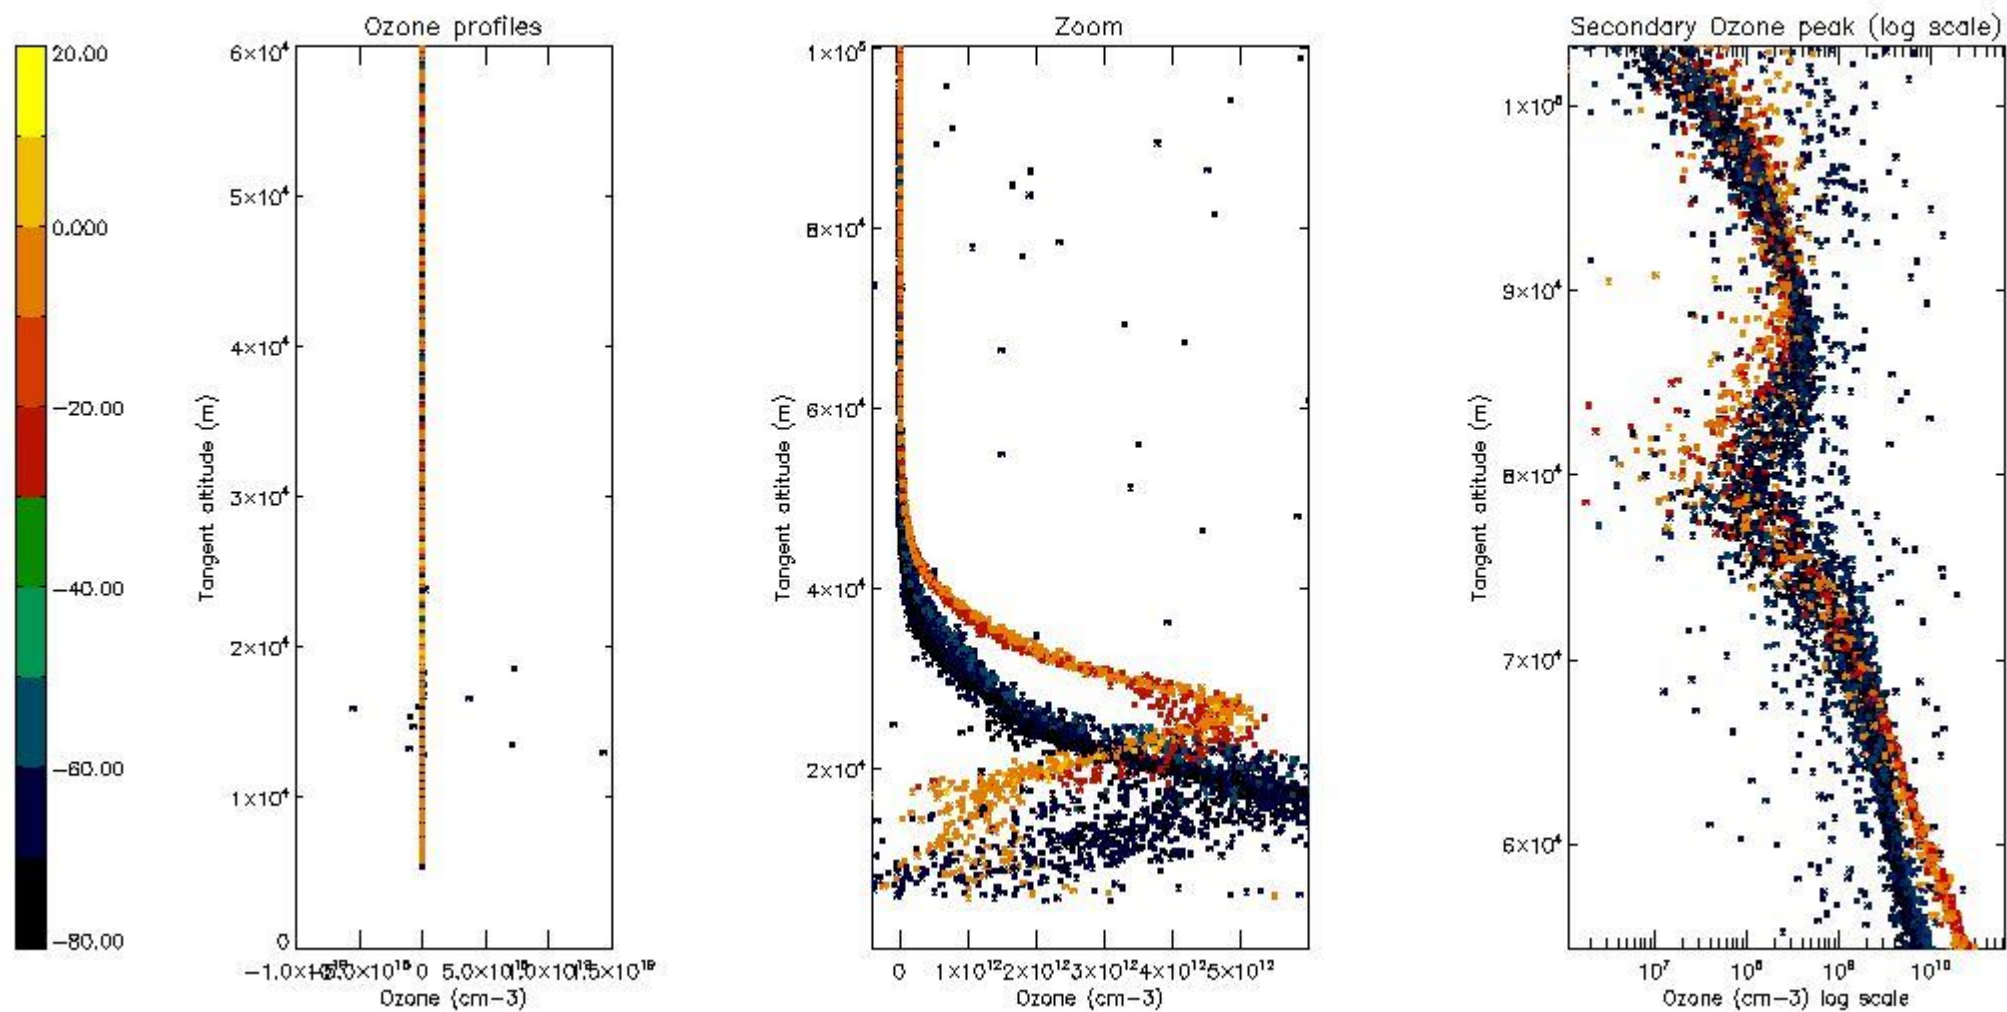 Ozone profiles
Zoom
Secondary Ozone peak (log scale)
20.00
0.000
−20.00
−40.00
−60.00
−80.00
6×10⁴
5×10⁴
4×10⁴
3×10⁴
2×10⁴
1×10⁴
0
Tangent altitude (m)
0
Ozone (cm−3)
1×10⁵
8×10⁴
6×10⁴
4×10⁴
2×10⁴
Tangent altitude (m)
0 1×10¹² 2×10¹² 3×10¹² 4×10¹² 5×10¹²
Ozone (cm−3)
9×10⁴
8×10⁴
7×10⁴
6×10⁴
Tangent altitude (m)
10⁷ 10⁸ 10⁹ 10¹⁰
Ozone (cm−3) log scale